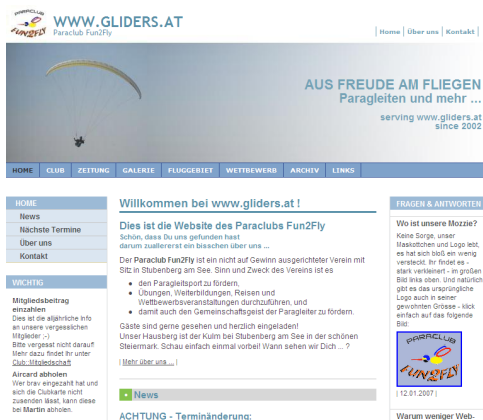 PARACLUB
FUN2FLY
WWW.GLIDERS.AT
Paraclub Fun2Fly
| Home | Über uns | Kontakt |
AUS FREUDE AM FLIEGEN
Paragleiten und mehr ...
serving www.gliders.at
since 2002
HOME | CLUB | ZEITUNG | GALERIE | FLUGGEBIET | WETTBEWERB | ARCHIV | LINKS
HOME
News
Nächste Termine
Über uns
Kontakt
WICHTIG
Mitgliedsbeitrag
einzahlen
Dies ist die alljährliche Info
an unsere vergesslichen
Mitglieder ;-)
Bitte vergesst nicht darauf!
Mehr dazu findet Ihr unter
Club::Mitgliedschaft
Aircard abholen
Wer brav eingezahlt hat und
sich die Clubkarte nicht
zusenden lässt, kann diese
bei Martin abholen.
Willkommen bei www.gliders.at !
Dies ist die Website des Paraclubs Fun2Fly
Schön, dass Du uns gefunden hast
darum zuallererst ein bisschen über uns ...
Der Paraclub Fun2Fly ist ein nicht auf Gewinn ausgerichteter Verein mit
Sitz in Stubenberg am See. Sinn und Zweck des Vereins ist es
• den Paragleitsport zu fördern,
• Übungen, Weiterbildungen, Reisen und
Wettbewerbsveranstaltungen durchzuführen, und
• damit auch den Gemeinschaftsgeist der Paragleiter zu fördern.
Gäste sind gerne gesehen und herzlich eingeladen!
Unser Hausberg ist der Kulm bei Stubenberg am See in der schönen
Steiermark. Schau einfach einmal vorbei! Wann sehen wir Dich ... ?
| Mehr über uns ... |
News
ACHTUNG - Terminänderung:
FRAGEN & ANTWORTEN
Wo ist unsere Mozzie?
Keine Sorge, unser
Maskottchen und Logo lebt,
es hat sich bloß ein wenig
versteckt. Ihr findet es -
stark verkleinert - im großen
Bild links oben. Und natürlich
gibt es das ursprüngliche
Logo auch in seiner
gewohnten Grösse - klick
einfach auf das folgende
Bild:
PARACLUB
FUN2FLY
| 12.01.2007 |
Warum weniger Web-